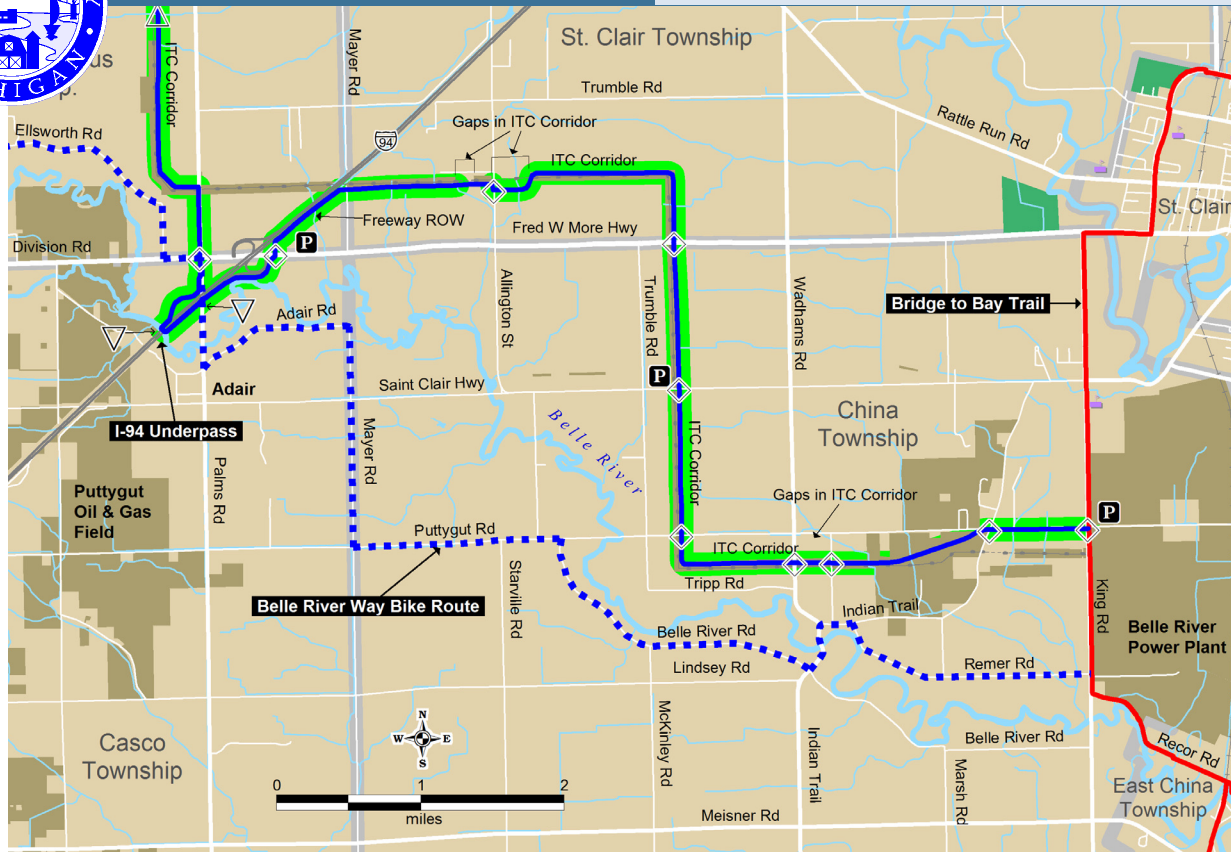 HIGAN
us
p.
ITC Corridor
Mayer Rd
St. Clair Township
Trumble Rd
Ellsworth Rd
94
Gaps in ITC Corridor
ITC Corridor
Rattle Run Rd
St. Clair
Freeway ROW
Fred W More Hwy
Division Rd
P
Allington St
Trumble Rd
Wadhams Rd
Bridge to Bay Trail
Adair Rd
Adair
Saint Clair Hwy
P
China
Township
Belle River
I-94 Underpass
Mayer Rd
ITC Corridor
Palms Rd
Puttygut
Oil & Gas
Field
Gaps in ITC Corridor
P
Puttygut Rd
ITC Corridor
Starville Rd
Tripp Rd
King Rd
Belle River Way Bike Route
Indian Trail
Belle River
Power Plant
Belle River Rd
Lindsey Rd
Remer Rd
McKinley Rd
Indian Trail
N
W E
S
Casco
Township
Belle River Rd
Recor Rd
Marsh Rd
East China
Township
0 1 2
miles
Meisner Rd